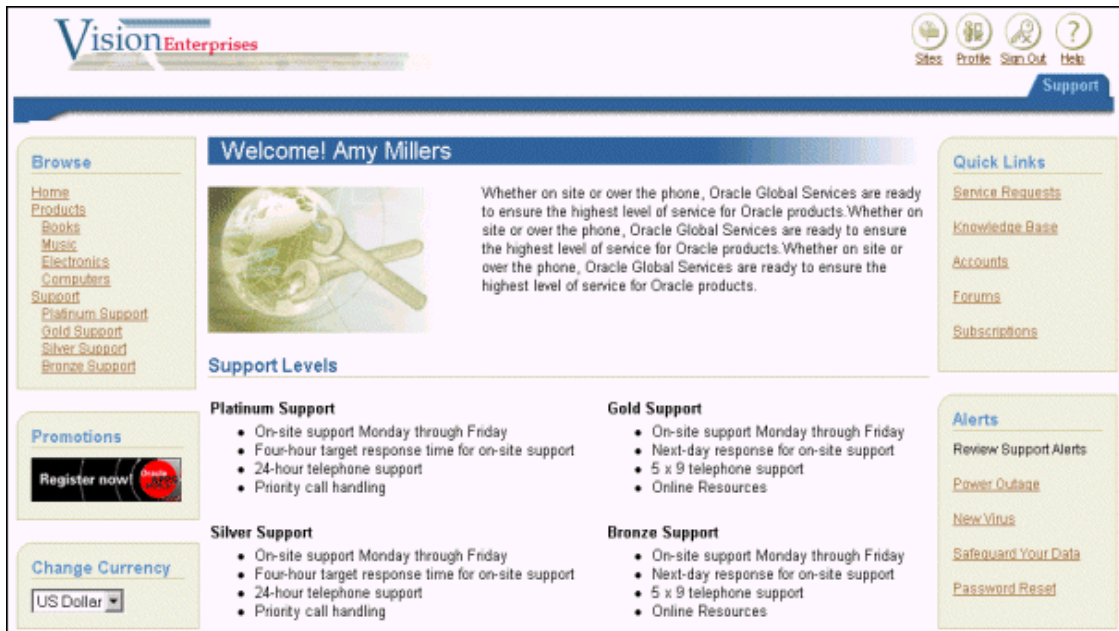 Vision Enterprises
Sites Profile Sign Out Help
Support
Browse
Home
Products
Books
Music
Electronics
Computers
Support
Platinum Support
Gold Support
Silver Support
Bronze Support
Promotions
Register now!
Change Currency
US Dollar
Welcome! Amy Millers
Whether on site or over the phone, Oracle Global Services are ready
to ensure the highest level of service for Oracle products.Whether on
site or over the phone, Oracle Global Services are ready to ensure
the highest level of service for Oracle products.Whether on site or
over the phone, Oracle Global Services are ready to ensure the
highest level of service for Oracle products.
Support Levels
Platinum Support
On-site support Monday through Friday
Four-hour target response time for on-site support
24-hour telephone support
Priority call handling
Gold Support
On-site support Monday through Friday
Next-day response for on-site support
5 x 9 telephone support
Online Resources
Silver Support
On-site support Monday through Friday
Four-hour target response time for on-site support
24-hour telephone support
Priority call handling
Bronze Support
On-site support Monday through Friday
Next-day response for on-site support
5 x 9 telephone support
Online Resources
Quick Links
Service Requests
Knowledge Base
Accounts
Forums
Subscriptions
Alerts
Review Support Alerts
Power Outage
New Virus
Safeguard Your Data
Password Reset